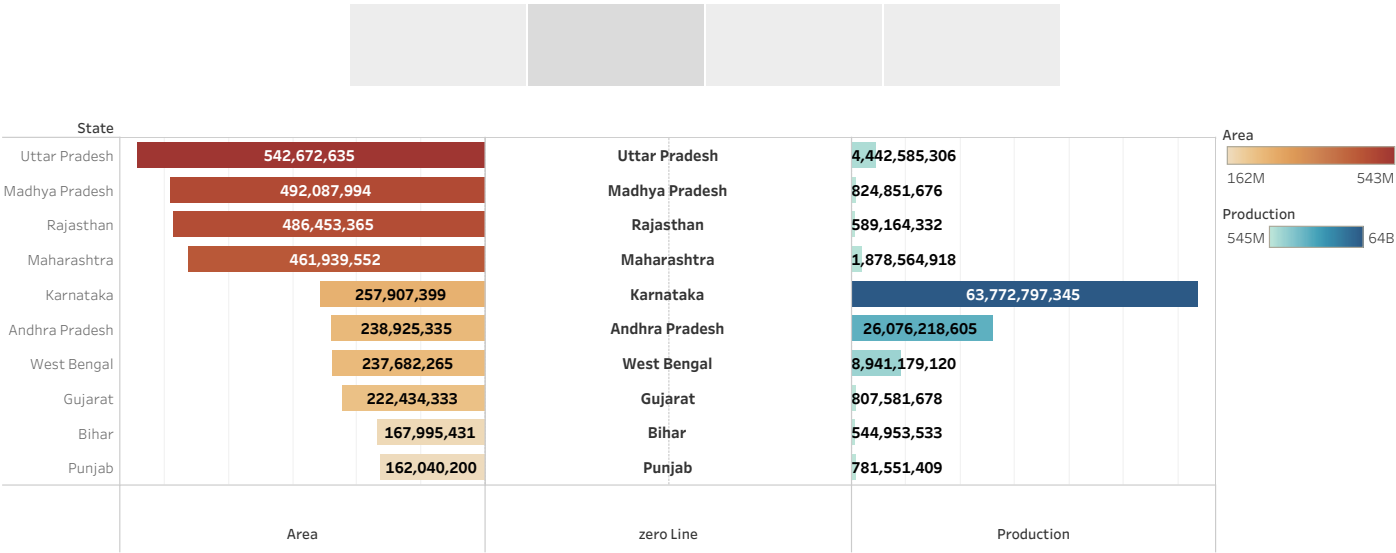 State
Uttar Pradesh 542,672,635 Uttar Pradesh 4,442,585,306
Madhya Pradesh 492,087,994 Madhya Pradesh 824,851,676
Rajasthan 486,453,365 Rajasthan 589,164,332
Maharashtra 461,939,552 Maharashtra 1,878,564,918
Karnataka 257,907,399 Karnataka 63,772,797,345
Andhra Pradesh 238,925,335 Andhra Pradesh 26,076,218,605
West Bengal 237,682,265 West Bengal 8,941,179,120
Gujarat 222,434,333 Gujarat 807,581,678
Bihar 167,995,431 Bihar 544,953,533
Punjab 162,040,200 Punjab 781,551,409
Area zero Line Production
Area
162M 543M
Production
545M 64B